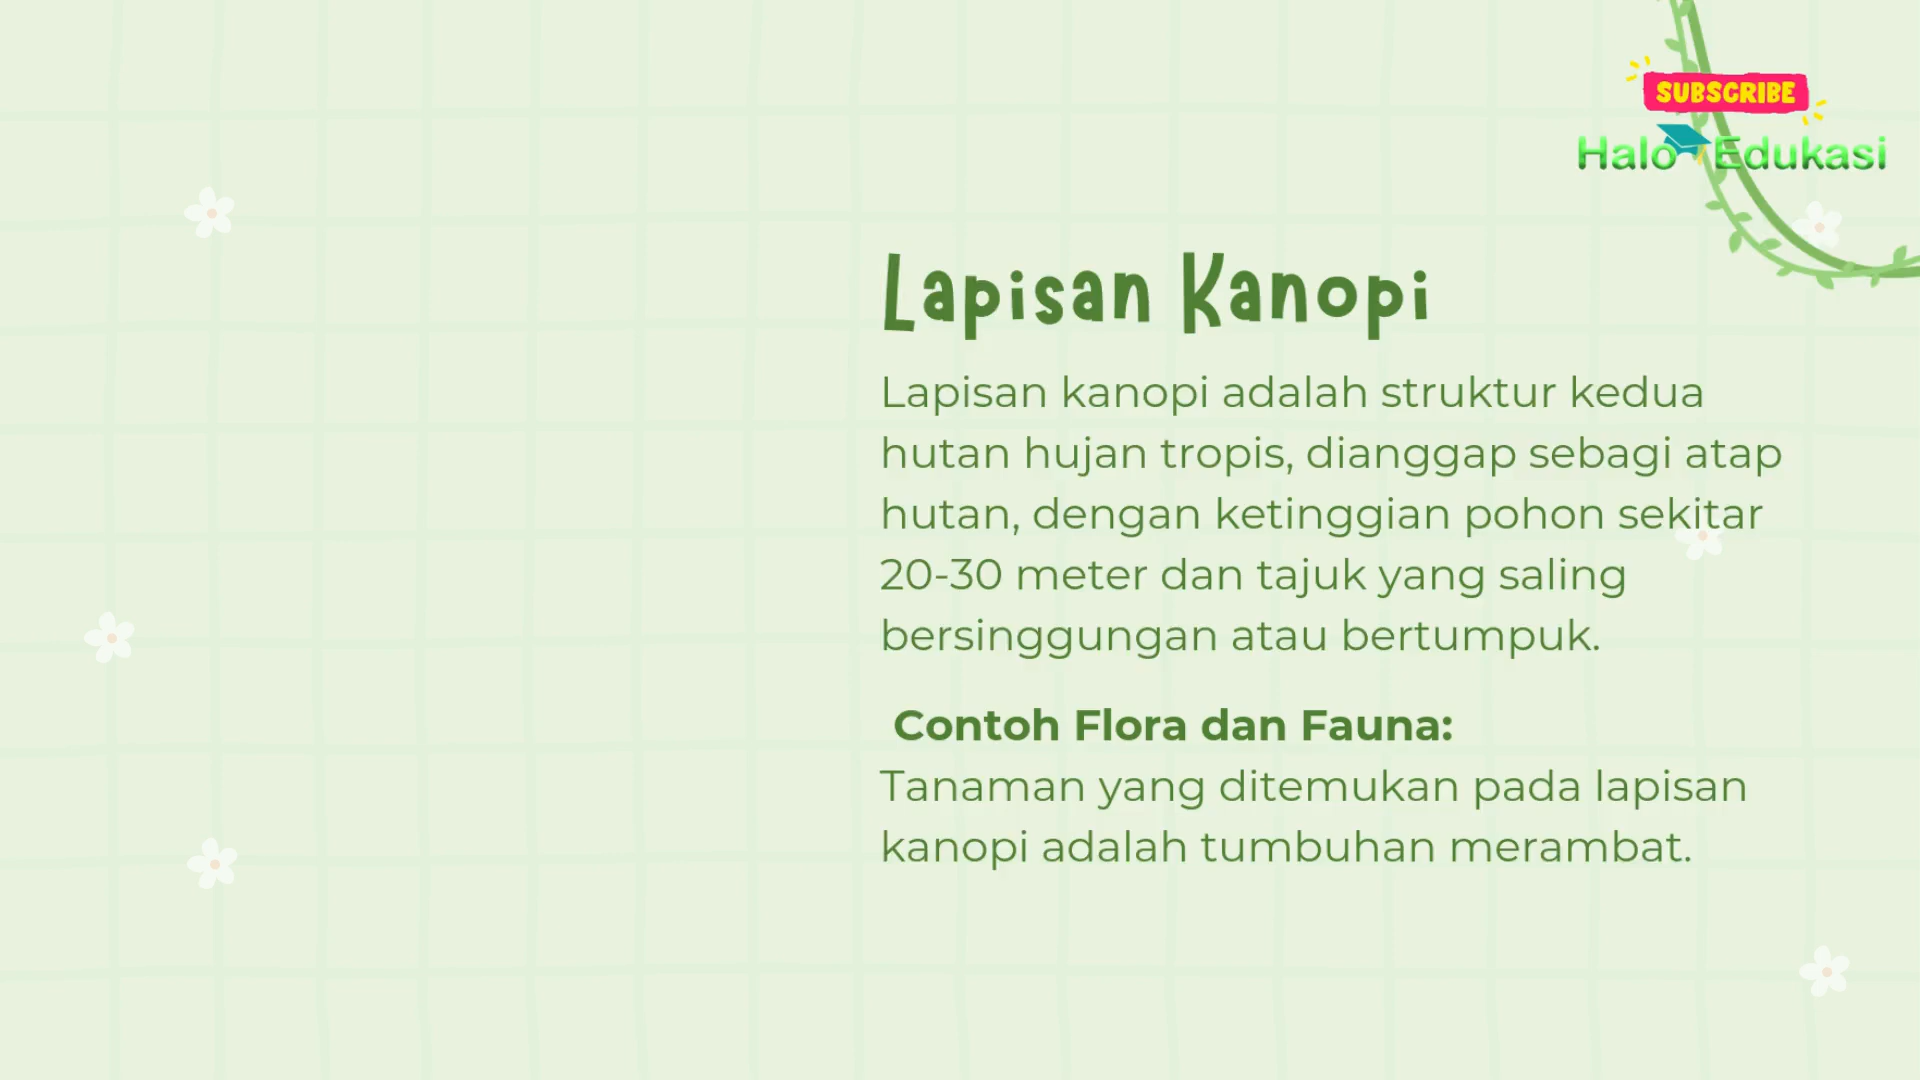 SUBSCRIBE
Halo Edukasi
Lapisan Kanopi
Lapisan kanopi adalah struktur kedua
hutan hujan tropis, dianggap sebagi atap
hutan, dengan ketinggian pohon sekitar
20-30 meter dan tajuk yang saling
bersinggungan atau bertumpuk.
Contoh Flora dan Fauna:
Tanaman yang ditemukan pada lapisan
kanopi adalah tumbuhan merambat.